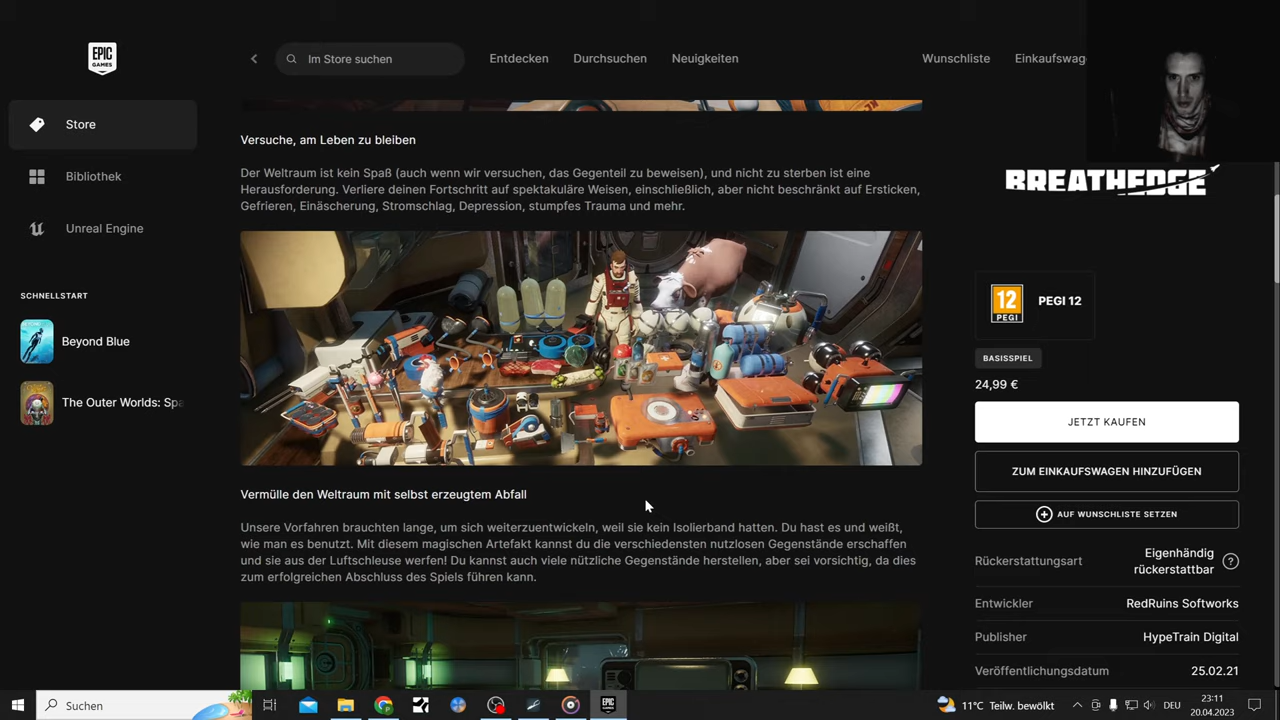 EPIC
GAMES
Im Store suchen
Entdecken
Durchsuchen
Neuigkeiten
Wunschliste
Einkaufswag
Store
Bibliothek
Unreal Engine
SCHNELLSTART
Beyond Blue
The Outer Worlds: Spa
Versuche, am Leben zu bleiben
Der Weltraum ist kein Spaß (auch wenn wir versuchen, das Gegenteil zu beweisen), und nicht zu sterben ist eine
Herausforderung. Verliere deinen Fortschritt auf spektakuläre Weisen, einschließlich, aber nicht beschränkt auf Ersticken,
Gefrieren, Einäscherung, Stromschlag, Depression, stumpfes Trauma und mehr.
Vermülle den Weltraum mit selbst erzeugtem Abfall
Unsere Vorfahren brauchten lange, um sich weiterzuentwickeln, weil sie kein Isolierband hatten. Du hast es und weißt,
wie man es benutzt. Mit diesem magischen Artefakt kannst du die verschiedensten nutzlosen Gegenstände erschaffen
und sie aus der Luftschleuse werfen! Du kannst auch viele nützliche Gegenstände herstellen, aber sei vorsichtig, da dies
zum erfolgreichen Abschluss des Spiels führen kann.
BREATHEDGE
12
PEGI
PEGI 12
BASISSPIEL
24,99 €
JETZT KAUFEN
ZUM EINKAUFSWAGEN HINZUFÜGEN
AUF WUNSCHLISTE SETZEN
Rückerstattungsart
Eigenhändig
rückerstattbar
?
Entwickler
RedRuins Softworks
Publisher
HypeTrain Digital
Veröffentlichungsdatum
25.02.21
Suchen
11°C Teilw. bewölkt
DEU
23:11
20.04.2023